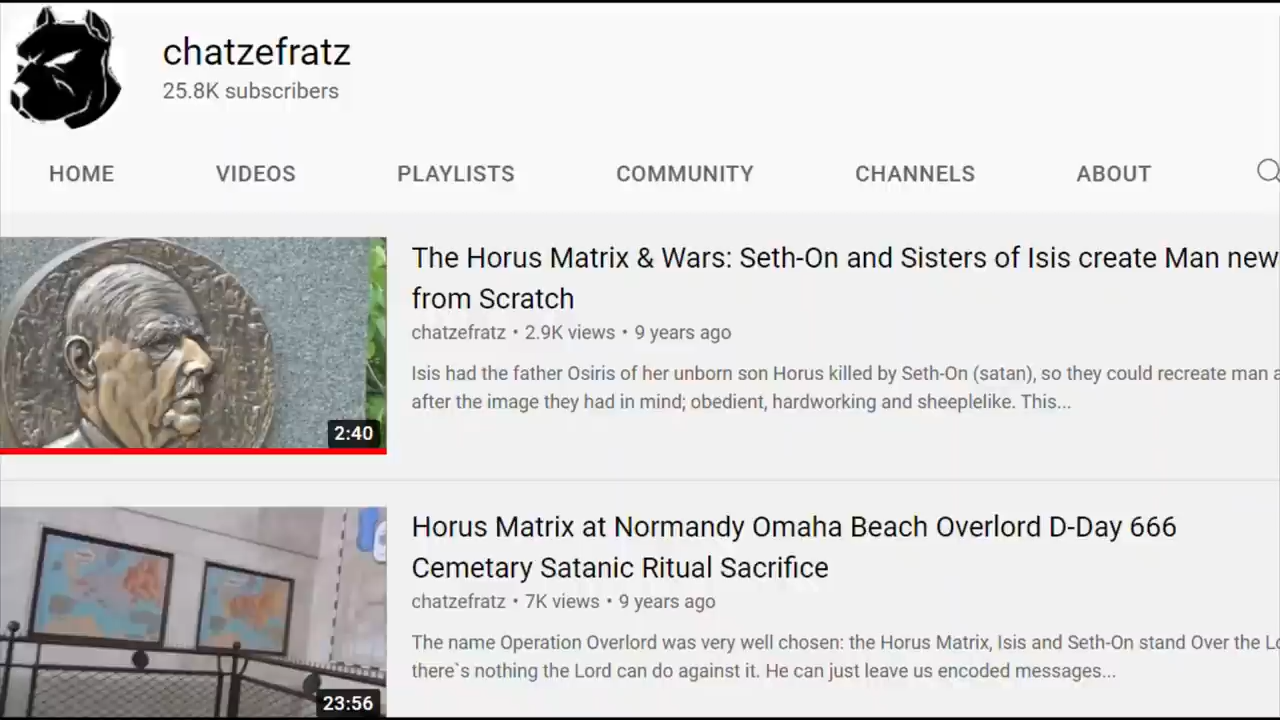 chatzefratz
25.8K subscribers
HOME VIDEOS PLAYLISTS COMMUNITY CHANNELS ABOUT
The Horus Matrix & Wars: Seth-On and Sisters of Isis create Man new
from Scratch
chatzefratz • 2.9K views • 9 years ago
Isis had the father Osiris of her unborn son Horus killed by Seth-On (satan), so they could recreate man a
after the image they had in mind; obedient, hardworking and sheeplelike. This...
2:40
Horus Matrix at Normandy Omaha Beach Overlord D-Day 666
Cemetary Satanic Ritual Sacrifice
chatzefratz • 7K views • 9 years ago
The name Operation Overlord was very well chosen: the Horus Matrix, Isis and Seth-On stand Over the Lo
there`s nothing the Lord can do against it. He can just leave us encoded messages...
23:56